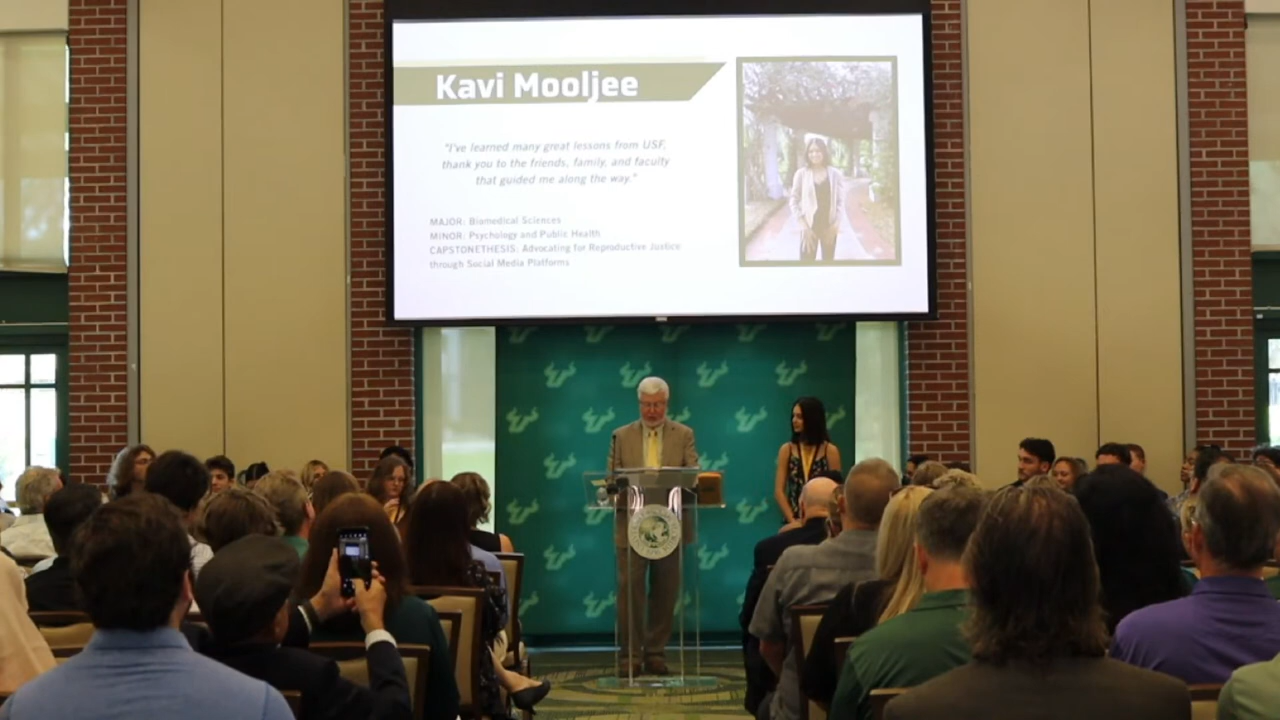 Kavi Mooljee
"I've learned many great lessons from USF,
thank you to the friends, family, and faculty
that guided me along the way."
MAJOR: Biomedical Sciences
MINOR: Psychology and Public Health
CAPSTONETHESIS: Advocating for Reproductive Justice
through Social Media Platforms